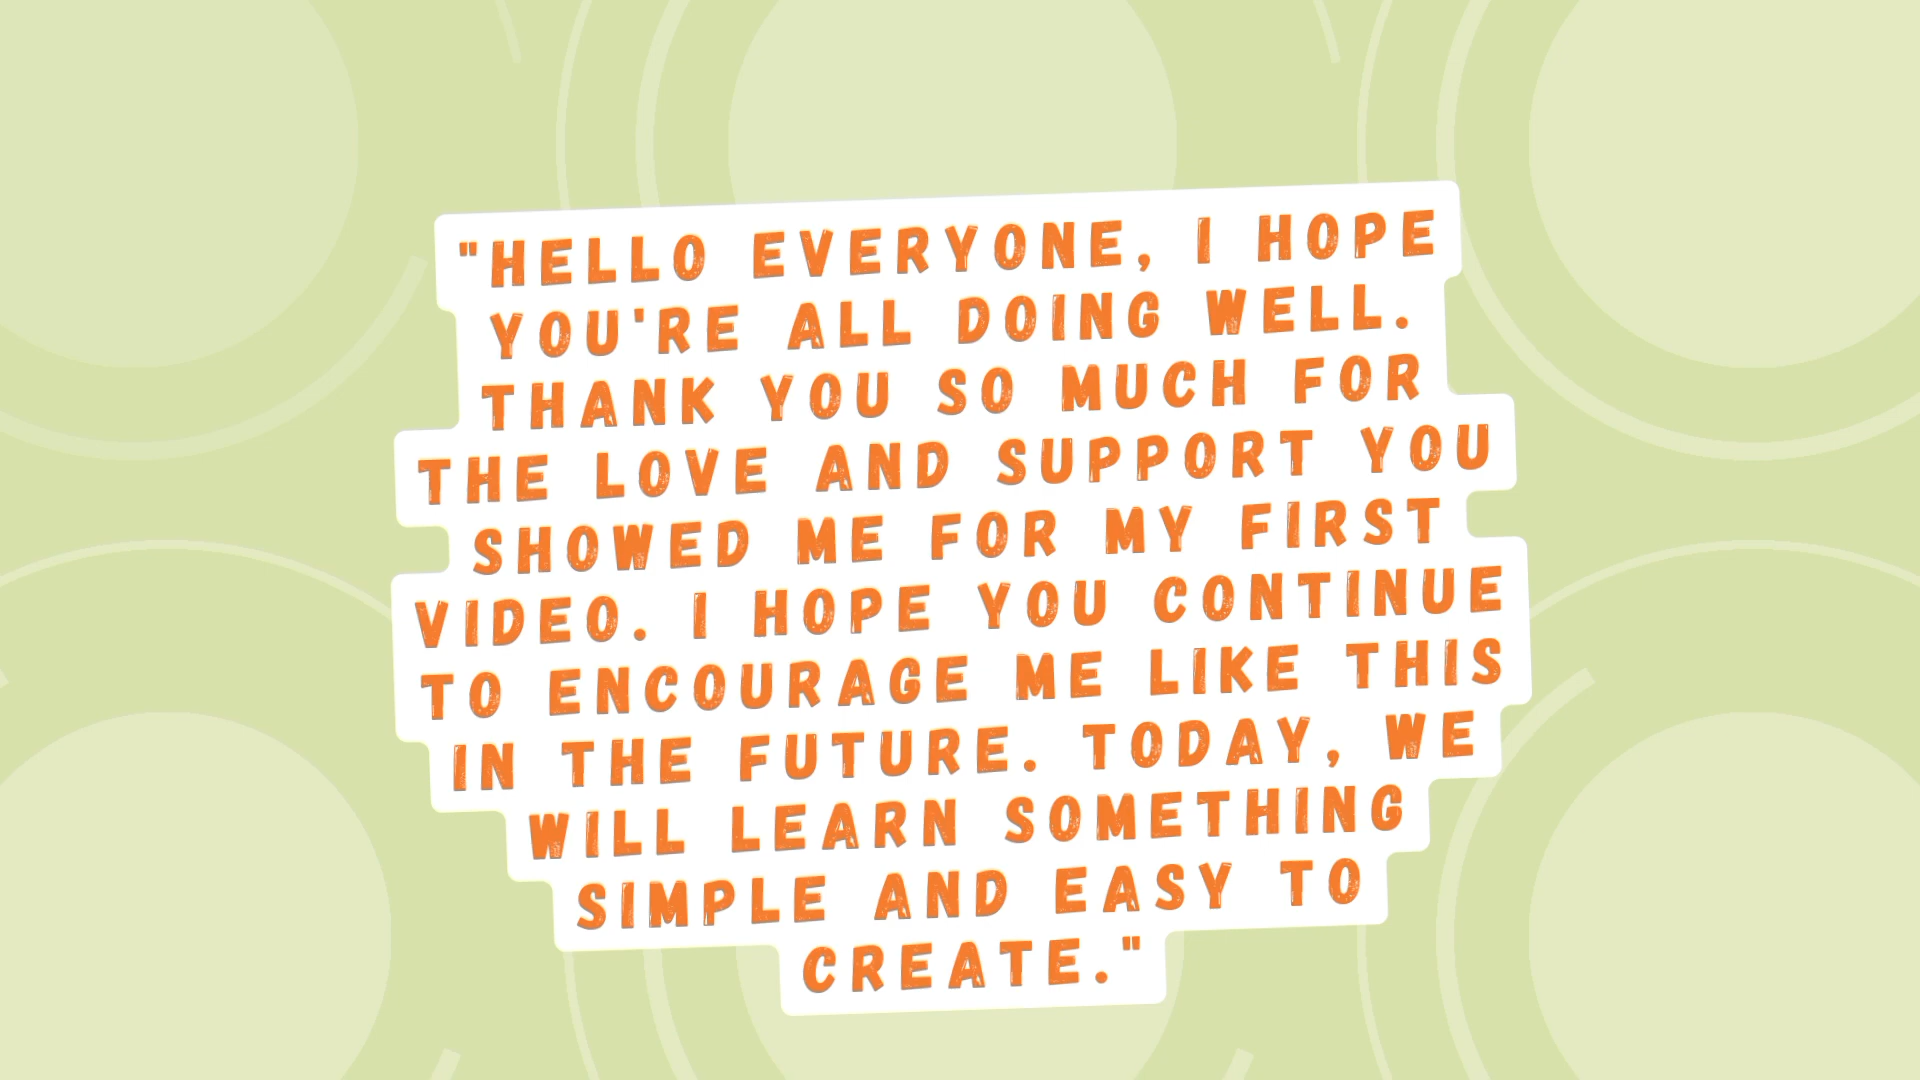 "HELLO EVERYONE, I HOPE
YOU'RE ALL DOING WELL.
THANK YOU SO MUCH FOR
THE LOVE AND SUPPORT YOU
SHOWED ME FOR MY FIRST
VIDEO. I HOPE YOU CONTINUE
TO ENCOURAGE ME LIKE THIS
IN THE FUTURE. TODAY, WE
WILL LEARN SOMETHING
SIMPLE AND EASY TO
CREATE."